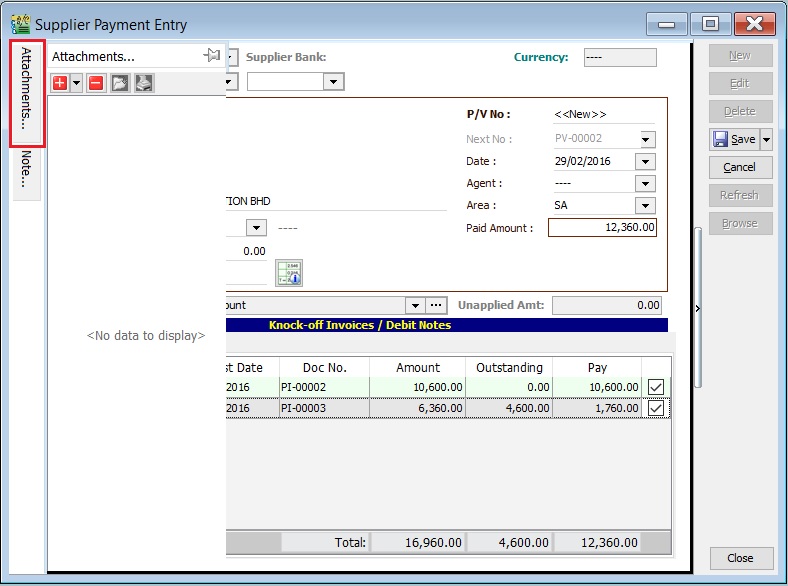 Supplier Payment Entry
Attachments...
Note...
Attachments...
<No data to display>
Supplier Bank:
Currency: ----
P/V No : <<New>>
Next No : PV-00002
Date : 29/02/2016
Agent : ----
Area : SA
Paid Amount : 12,360.00
TION BHD
----
0.00
ount
Unapplied Amt: 0.00
Knock-off Invoices / Debit Notes
st Date Doc No. Amount Outstanding Pay
2016 PI-00002 10,600.00 0.00 10,600.00
2016 PI-00003 6,360.00 4,600.00 1,760.00
Total: 16,960.00 4,600.00 12,360.00
New
Edit
Delete
Save
Cancel
Refresh
Browse
Close